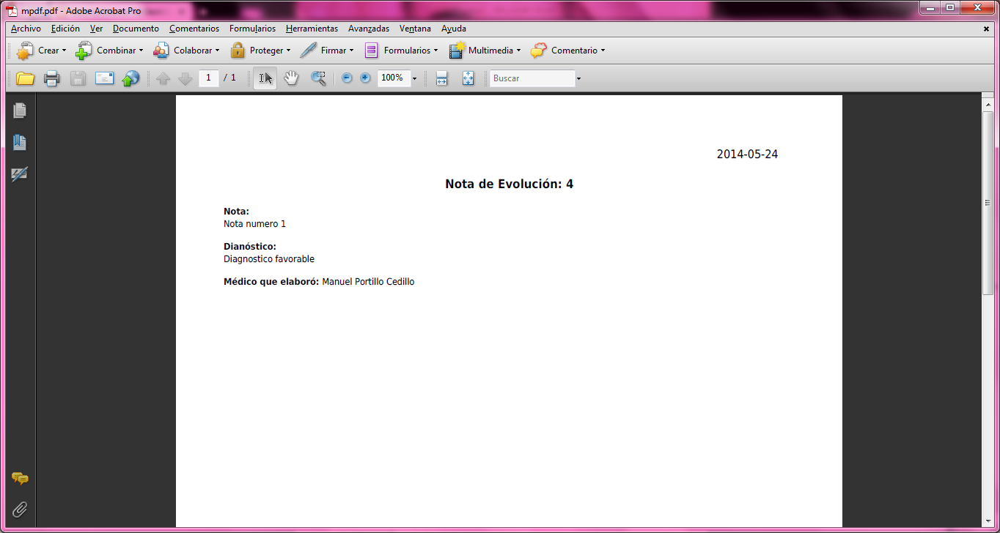 mpdf.pdf - Adobe Acrobat Pro
Archivo Edición Ver Documento Comentarios Formularios Herramientas Avanzadas Ventana Ayuda
Crear Combinar Colaborar Proteger Firmar Formularios Multimedia Comentario
1 / 1 100% Buscar
2014-05-24
Nota de Evolución: 4
Nota:
Nota numero 1
Dianóstico:
Diagnostico favorable
Médico que elaboró: Manuel Portillo Cedillo